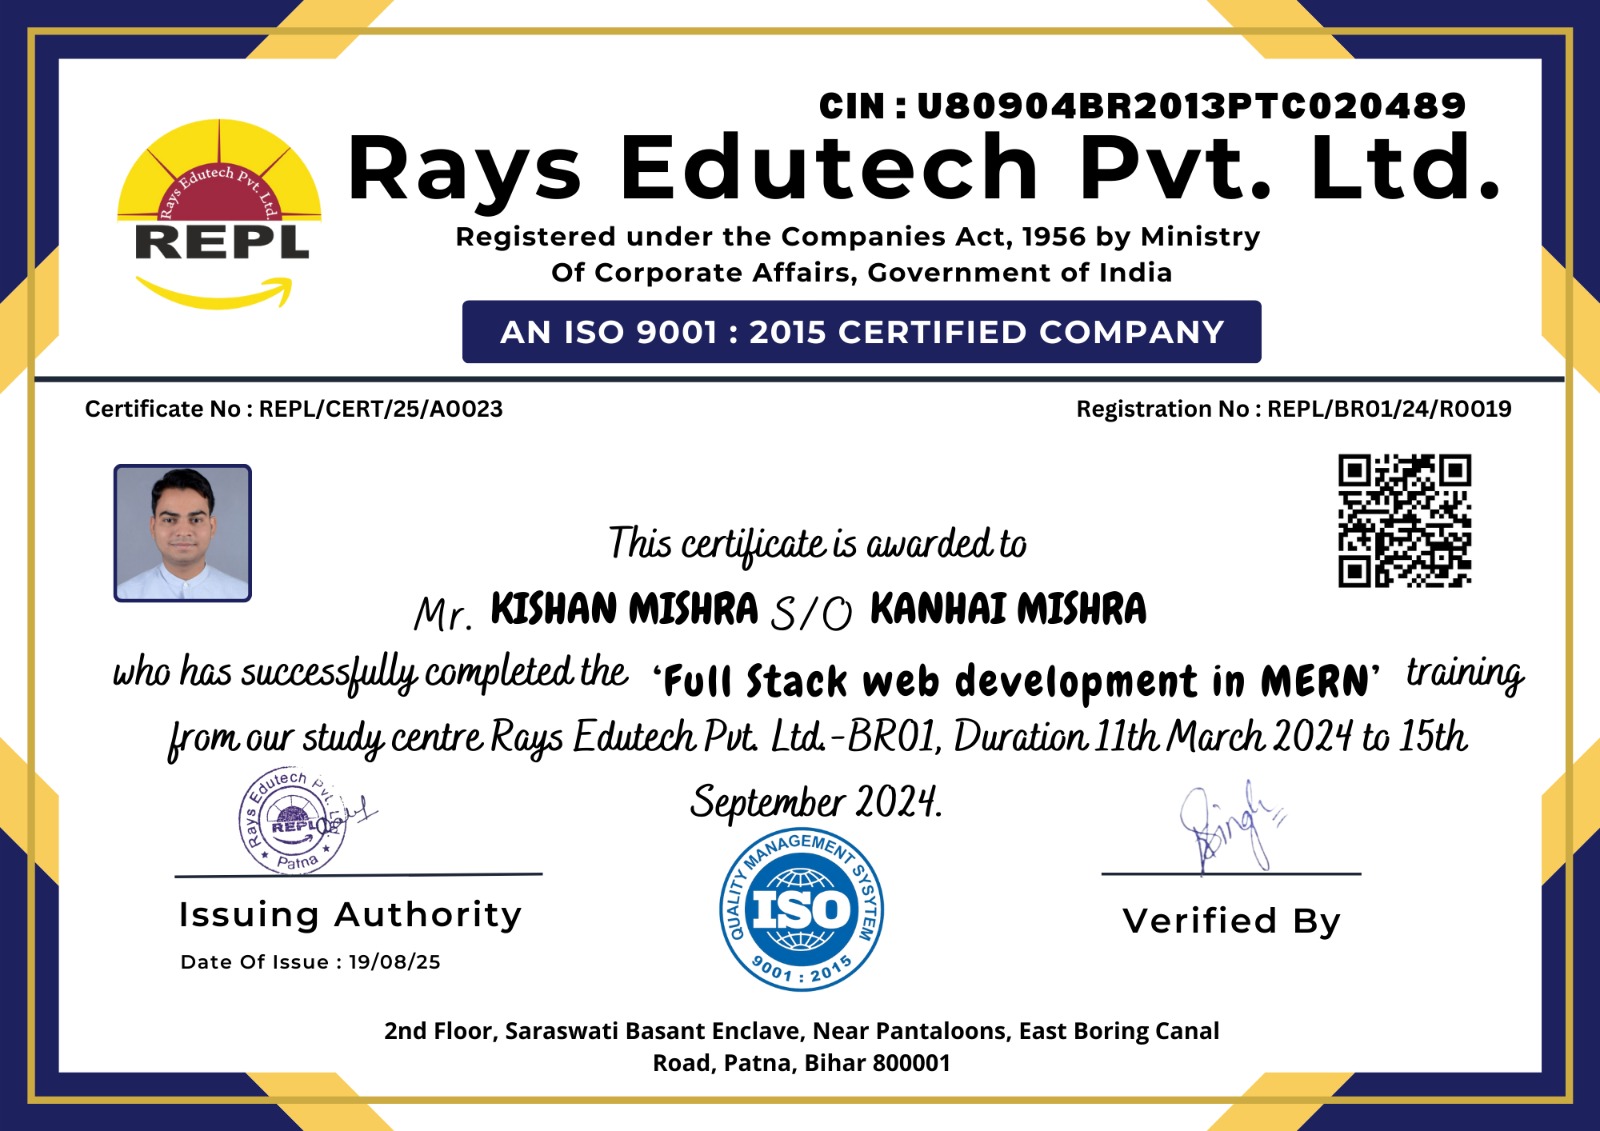 CIN : U80904BR2013PTC020489
Rays Edutech Pvt. Ltd.
Rays Edutech Pvt. Ltd.
REPL
Registered under the Companies Act, 1956 by Ministry
Of Corporate Affairs, Government of India
AN ISO 9001 : 2015 CERTIFIED COMPANY
Certificate No : REPL/CERT/25/A0023
Registration No : REPL/BR01/24/R0019
This certificate is awarded to
Mr. KISHAN MISHRA S/O KANHAI MISHRA
who has successfully completed the 'Full Stack web development in MERN' training
from our study centre Rays Edutech Pvt. Ltd.-BR01, Duration 11th March 2024 to 15th
September 2024.
Rays Edutech Pvt. Ltd.
REPL
Patna
Singh
QUALITY MANAGEMENT SYSYTEM
ISO
9001 : 2015
Issuing Authority
Verified By
Date Of Issue : 19/08/25
2nd Floor, Saraswati Basant Enclave, Near Pantaloons, East Boring Canal
Road, Patna, Bihar 800001